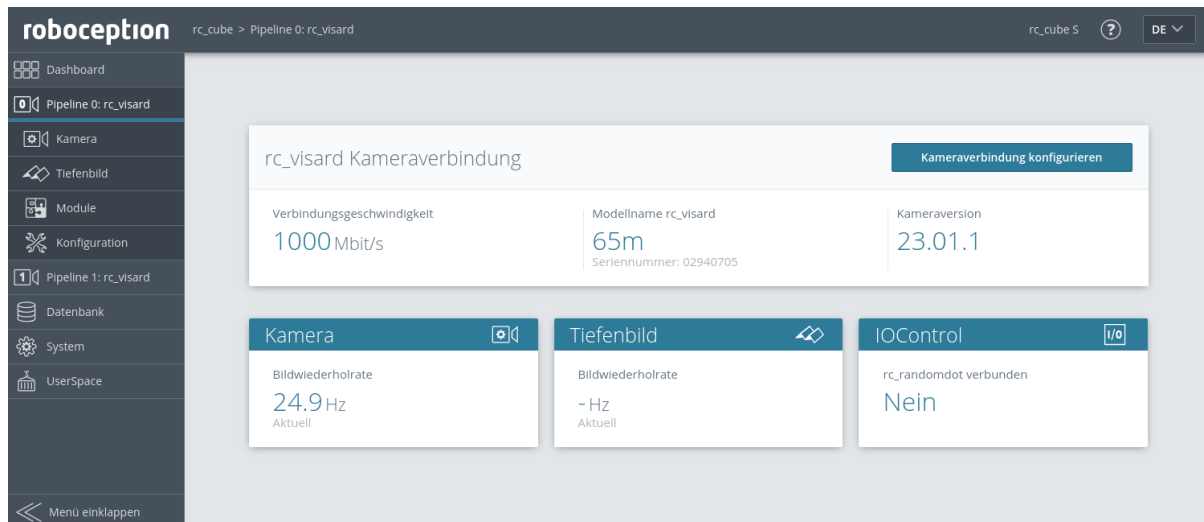 roboception
rc_cube > Pipeline 0: rc_visard
rc_cube S
?
DE
Dashboard
0 Pipeline 0: rc_visard
Kamera
Tiefenbild
Module
Konfiguration
1 Pipeline 1: rc_visard
Datenbank
System
UserSpace
Menü einklappen
rc_visard Kameraverbindung
Kameraverbindung konfigurieren
Verbindungsgeschwindigkeit
1000 Mbit/s
Modellname rc_visard
65m
Seriennummer: 02940705
Kameraversion
23.01.1
Kamera
Bildwiederholrate
24.9 Hz
Aktuell
Tiefenbild
Bildwiederholrate
- Hz
Aktuell
IOControl
I/O
rc_randomdot verbunden
Nein